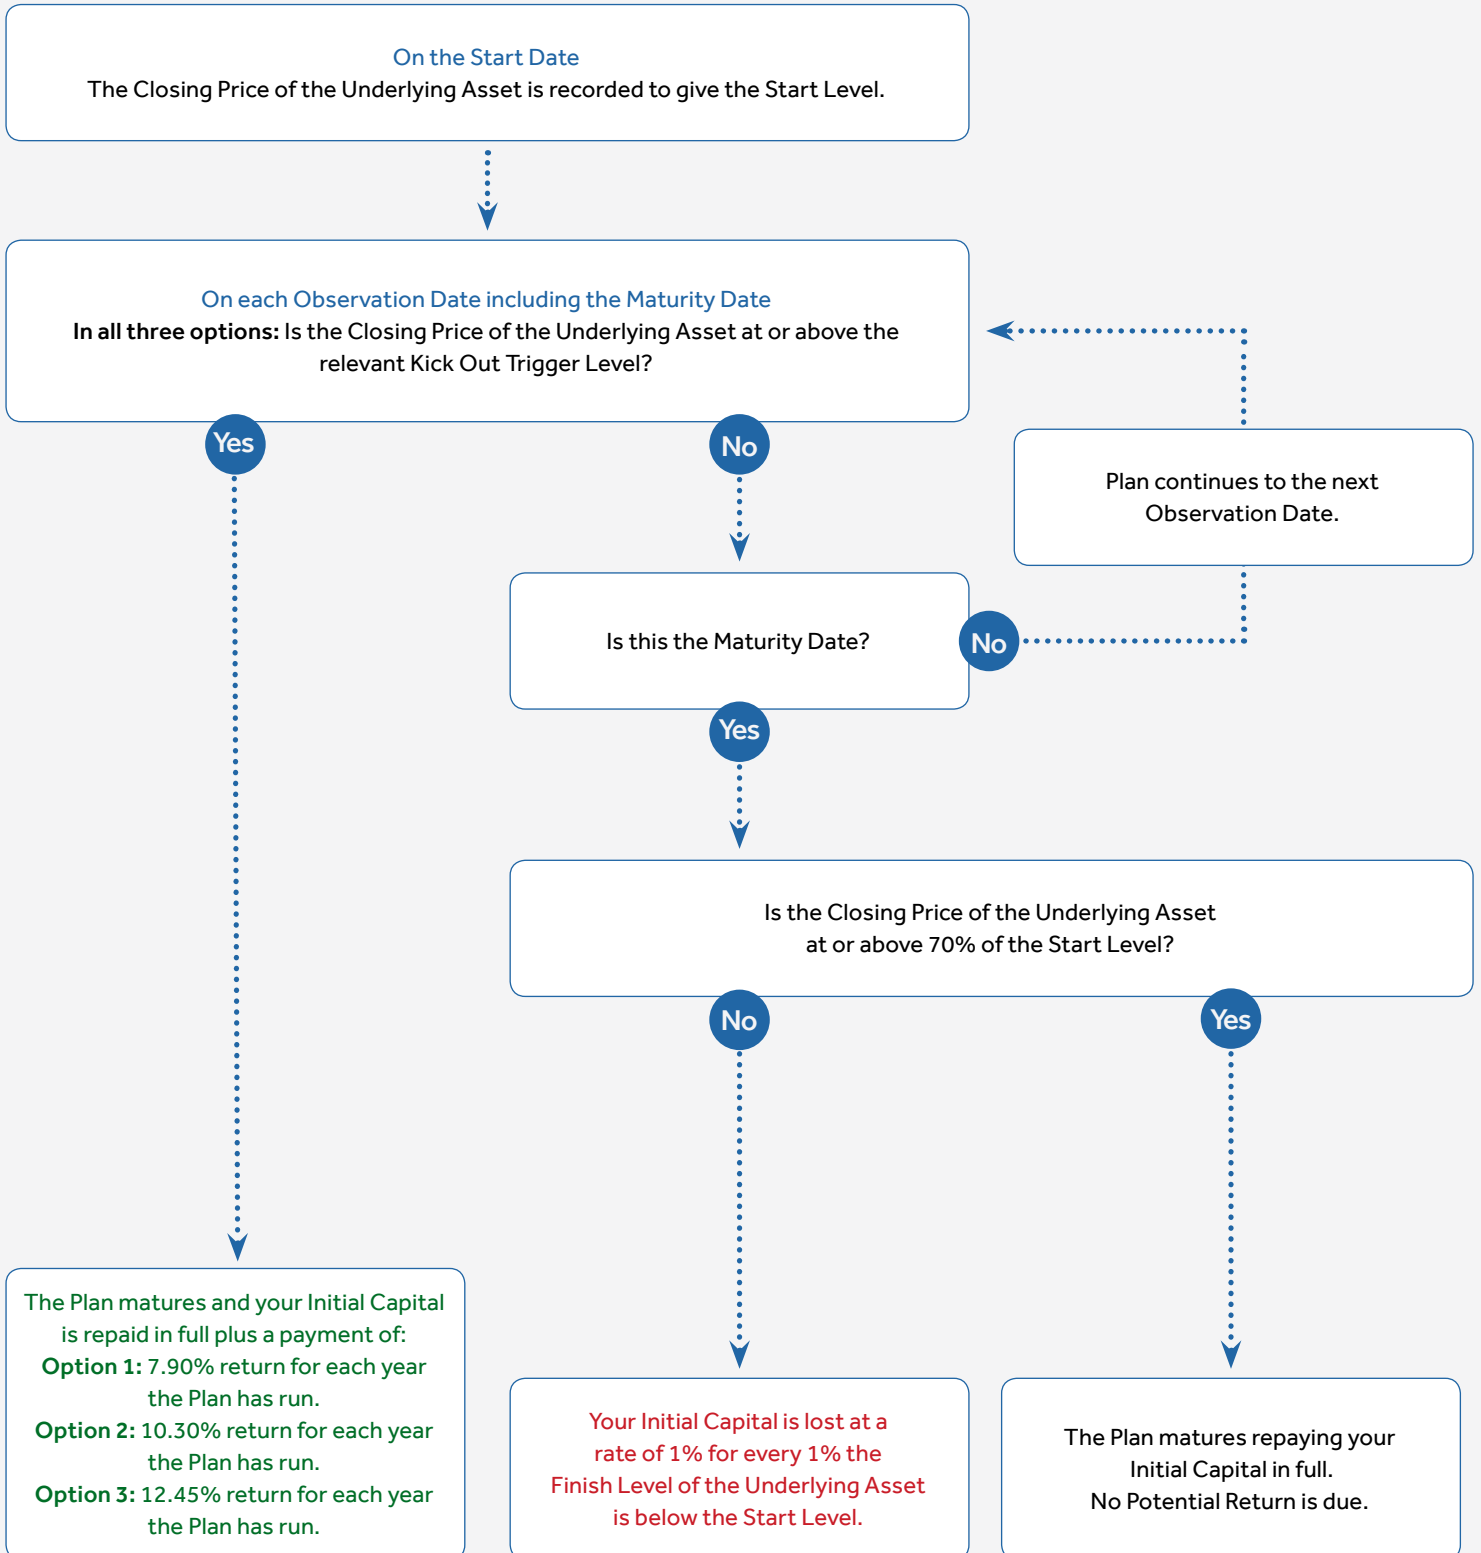 On the Start Date
The Closing Price of the Underlying Asset is recorded to give the Start Level.
On each Observation Date including the Maturity Date
In all three options: Is the Closing Price of the Underlying Asset at or above the
relevant Kick Out Trigger Level?
Yes
No
Plan continues to the next
Observation Date.
Is this the Maturity Date?
No
Yes
Is the Closing Price of the Underlying Asset
at or above 70% of the Start Level?
No
Yes
The Plan matures and your Initial Capital
is repaid in full plus a payment of:
Option 1: 7.90% return for each year
the Plan has run.
Option 2: 10.30% return for each year
the Plan has run.
Option 3: 12.45% return for each year
the Plan has run.
Your Initial Capital is lost at a
rate of 1% for every 1% the
Finish Level of the Underlying Asset
is below the Start Level.
The Plan matures repaying your
Initial Capital in full.
No Potential Return is due.